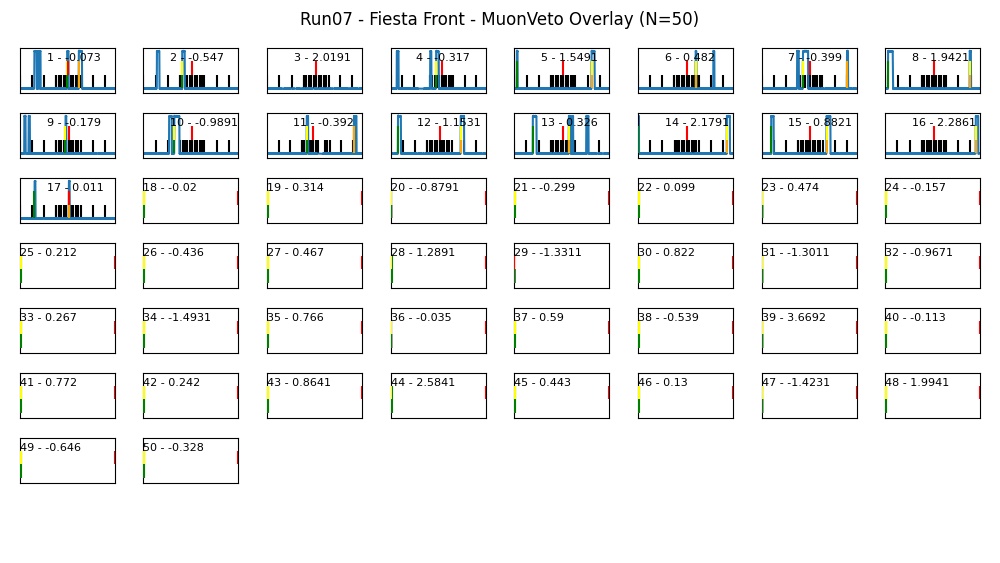 Run07 - Fiesta Front - MuonVeto Overlay (N=50)
1 - -0.073
2 - -0.547
3 - 2.0191
4 - -0.317
5 - 1.5491
6 - 0.482
7 - -0.399
8 - 1.9421
9 - -0.179
10 - -0.9891
11 - -0.392
12 - 1.1531
13 - 0.326
14 - 2.1791
15 - 0.8821
16 - 2.2861
17 - 0.011
18 - -0.02
19 - 0.314
20 - -0.8791
21 - -0.299
22 - 0.099
23 - 0.474
24 - -0.157
25 - 0.212
26 - -0.436
27 - 0.467
28 - 1.2891
29 - -1.3311
30 - 0.822
31 - -1.3011
32 - -0.9671
33 - 0.267
34 - -1.4931
35 - 0.766
36 - -0.035
37 - 0.59
38 - -0.539
39 - 3.6692
40 - -0.113
41 - 0.772
42 - 0.242
43 - 0.8641
44 - 2.5841
45 - 0.443
46 - 0.13
47 - -1.4231
48 - 1.9941
49 - -0.646
50 - -0.328